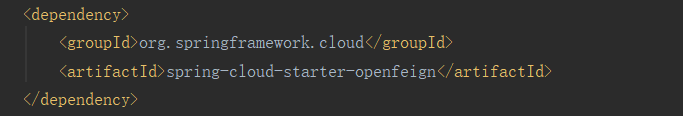 <dependency>
<groupId>org.springframework.cloud</groupId>
<artifactId>spring-cloud-starter-openfeign</artifactId>
</dependency>